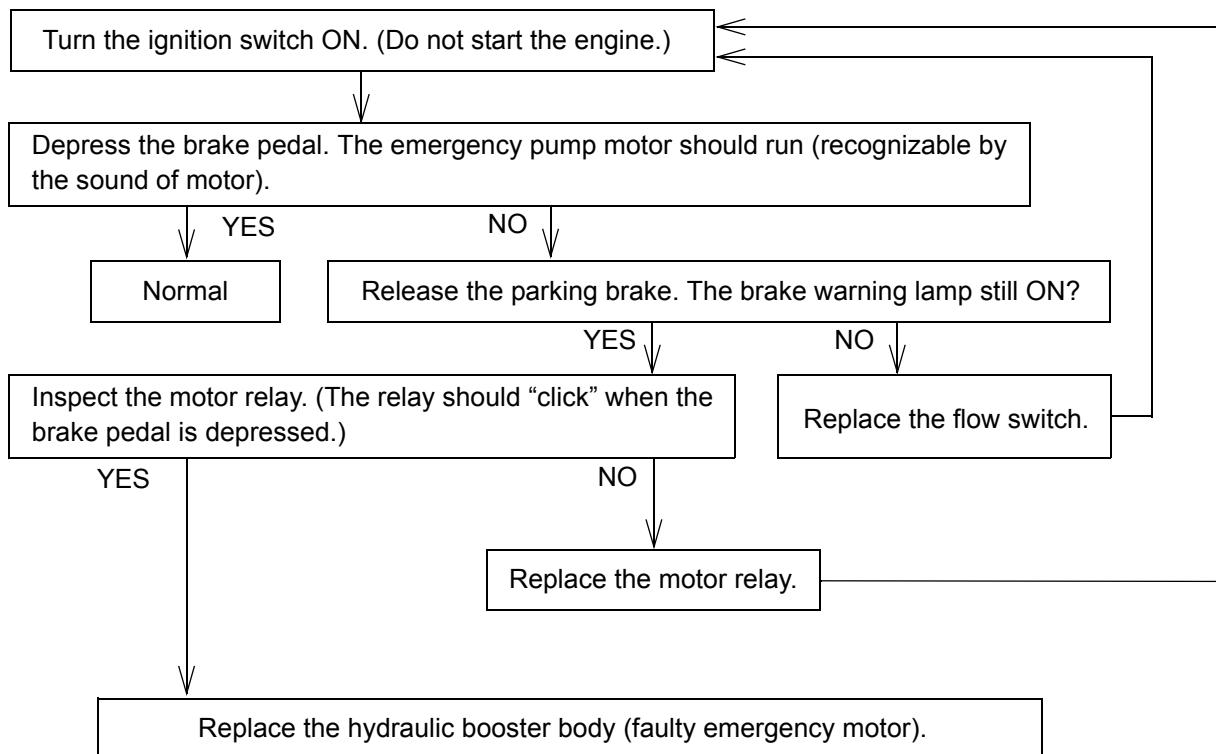 Turn the ignition switch ON. (Do not start the engine.)
Depress the brake pedal. The emergency pump motor should run (recognizable by
the sound of motor).
YES
NO
Normal
Release the parking brake. The brake warning lamp still ON?
YES
NO
Inspect the motor relay. (The relay should “click” when the
brake pedal is depressed.)
Replace the flow switch.
YES
NO
Replace the motor relay.
Replace the hydraulic booster body (faulty emergency motor).